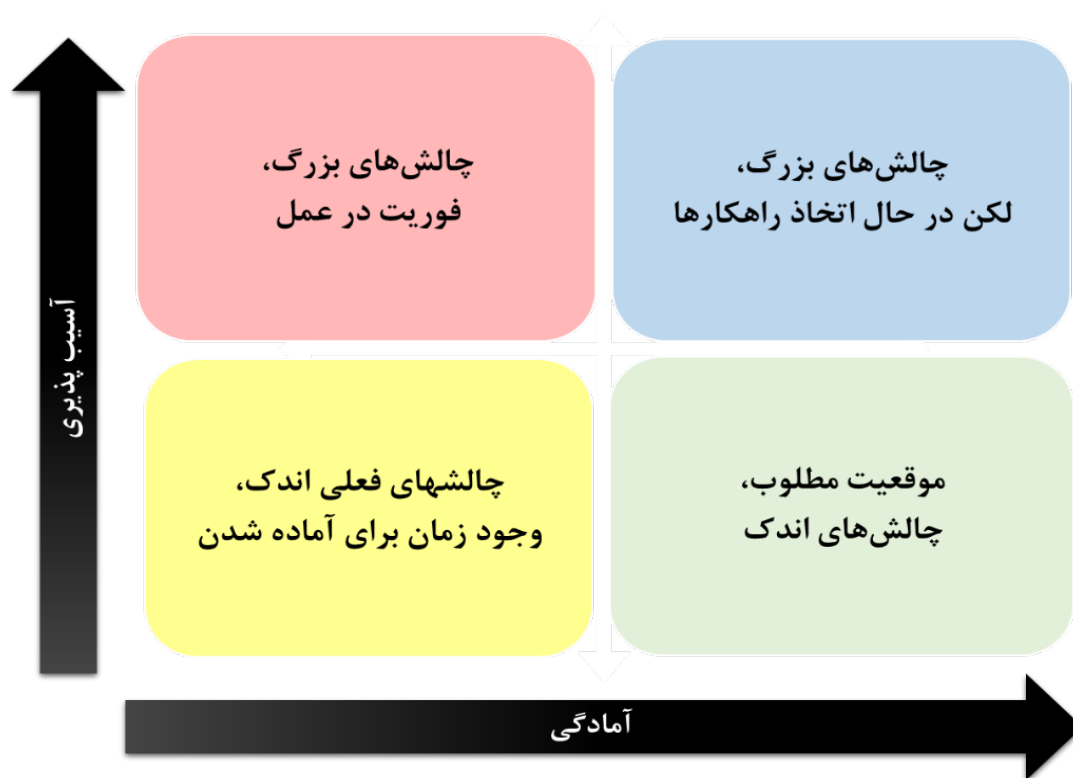 چالش‌های بزرگ،
لکن در حال اتخاذ راهکارها
چالش‌های بزرگ،
فوریت در عمل
موقعیت مطلوب،
چالش‌های اندک
چالشهای فعلی اندک،
وجود زمان برای آماده شدن
آسیب پذیری
آمادگی